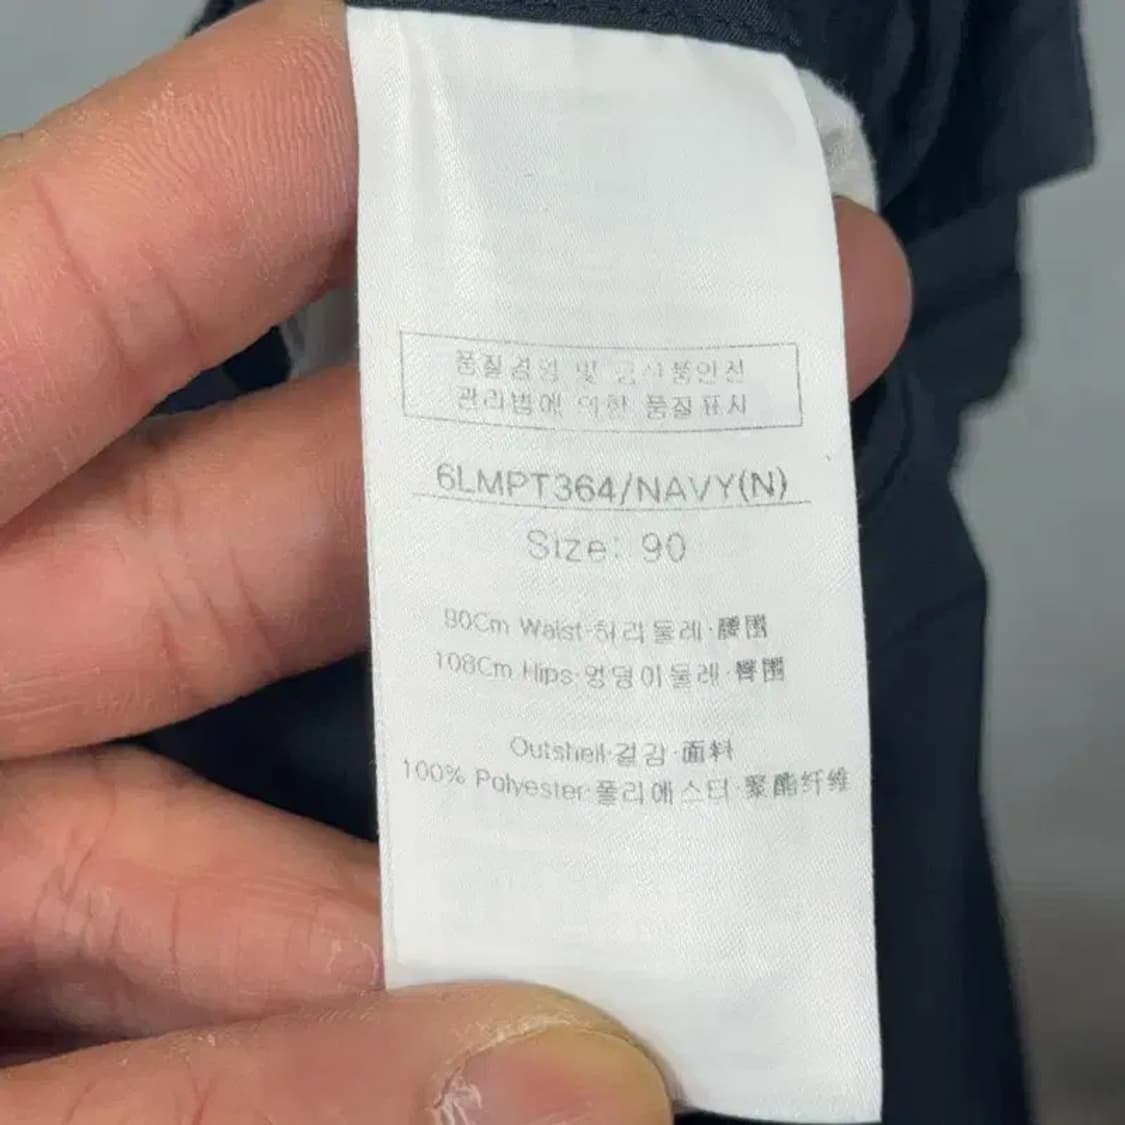 품질경영 및 공산품안전
관리법에 의한 품질표시
6LMPT364/NAVY(N)
Size: 90
90Cm Waist·허리둘레·腰围
108Cm Hips·엉덩이둘레·臀围
Outshell·겉감·面料
100% Polyester·폴리에스터·聚酯纤维